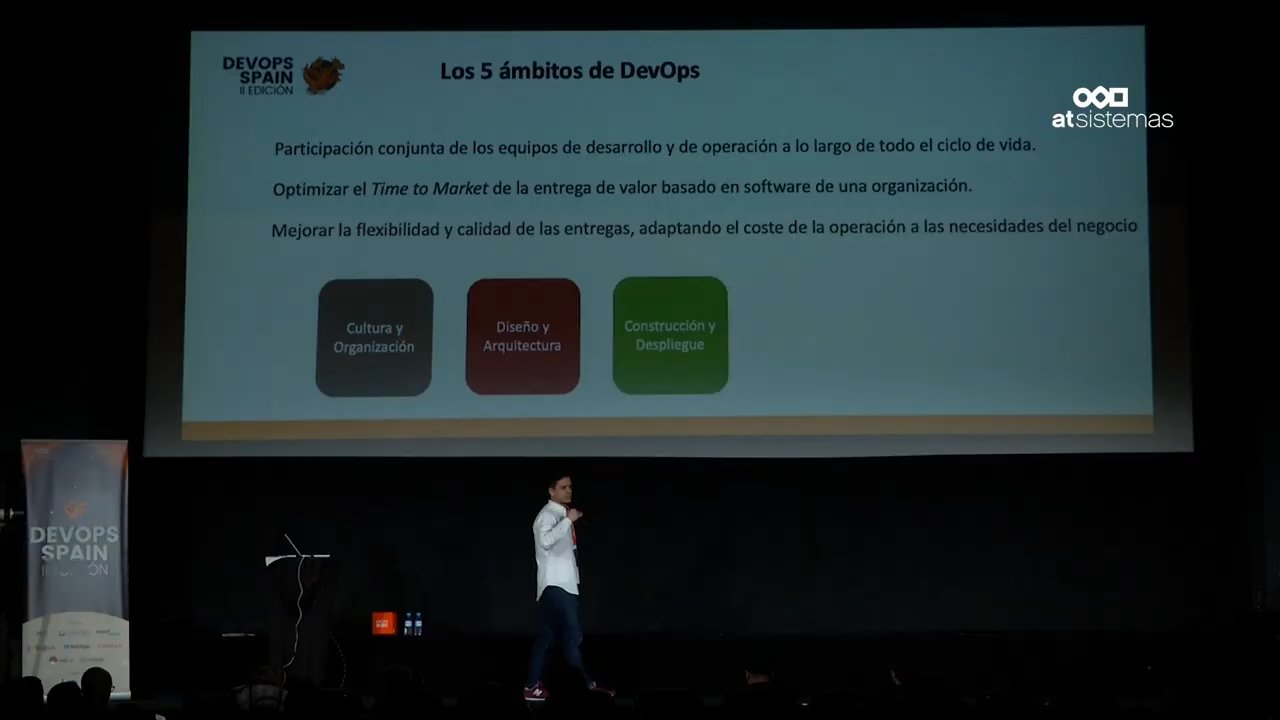 DEVOPS
SPAIN
II EDICIÓN
Los 5 ámbitos de DevOps
atsistemas
Participación conjunta de los equipos de desarrollo y de operación a lo largo de todo el ciclo de vida.
Optimizar el Time to Market de la entrega de valor basado en software de una organización.
Mejorar la flexibilidad y calidad de las entregas, adaptando el coste de la operación a las necesidades del negocio
Cultura y
Organización
Diseño y
Arquitectura
Construcción y
Despliegue
DEVOPS
SPAIN